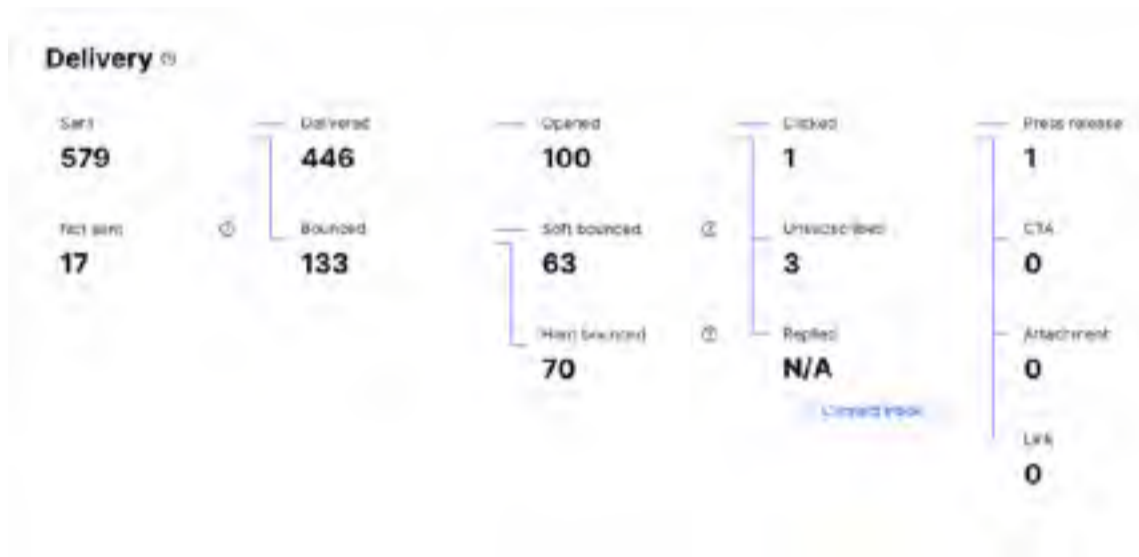 Delivery
Sent
579
Delivered
446
Opened
100
Clicked
1
Press release
1
Not sent
17
Bounced
133
Soft bounced
63
Unsubscribed
3
CTA
0
Hard bounced
70
Replied
N/A
Attachment
0
Link
0